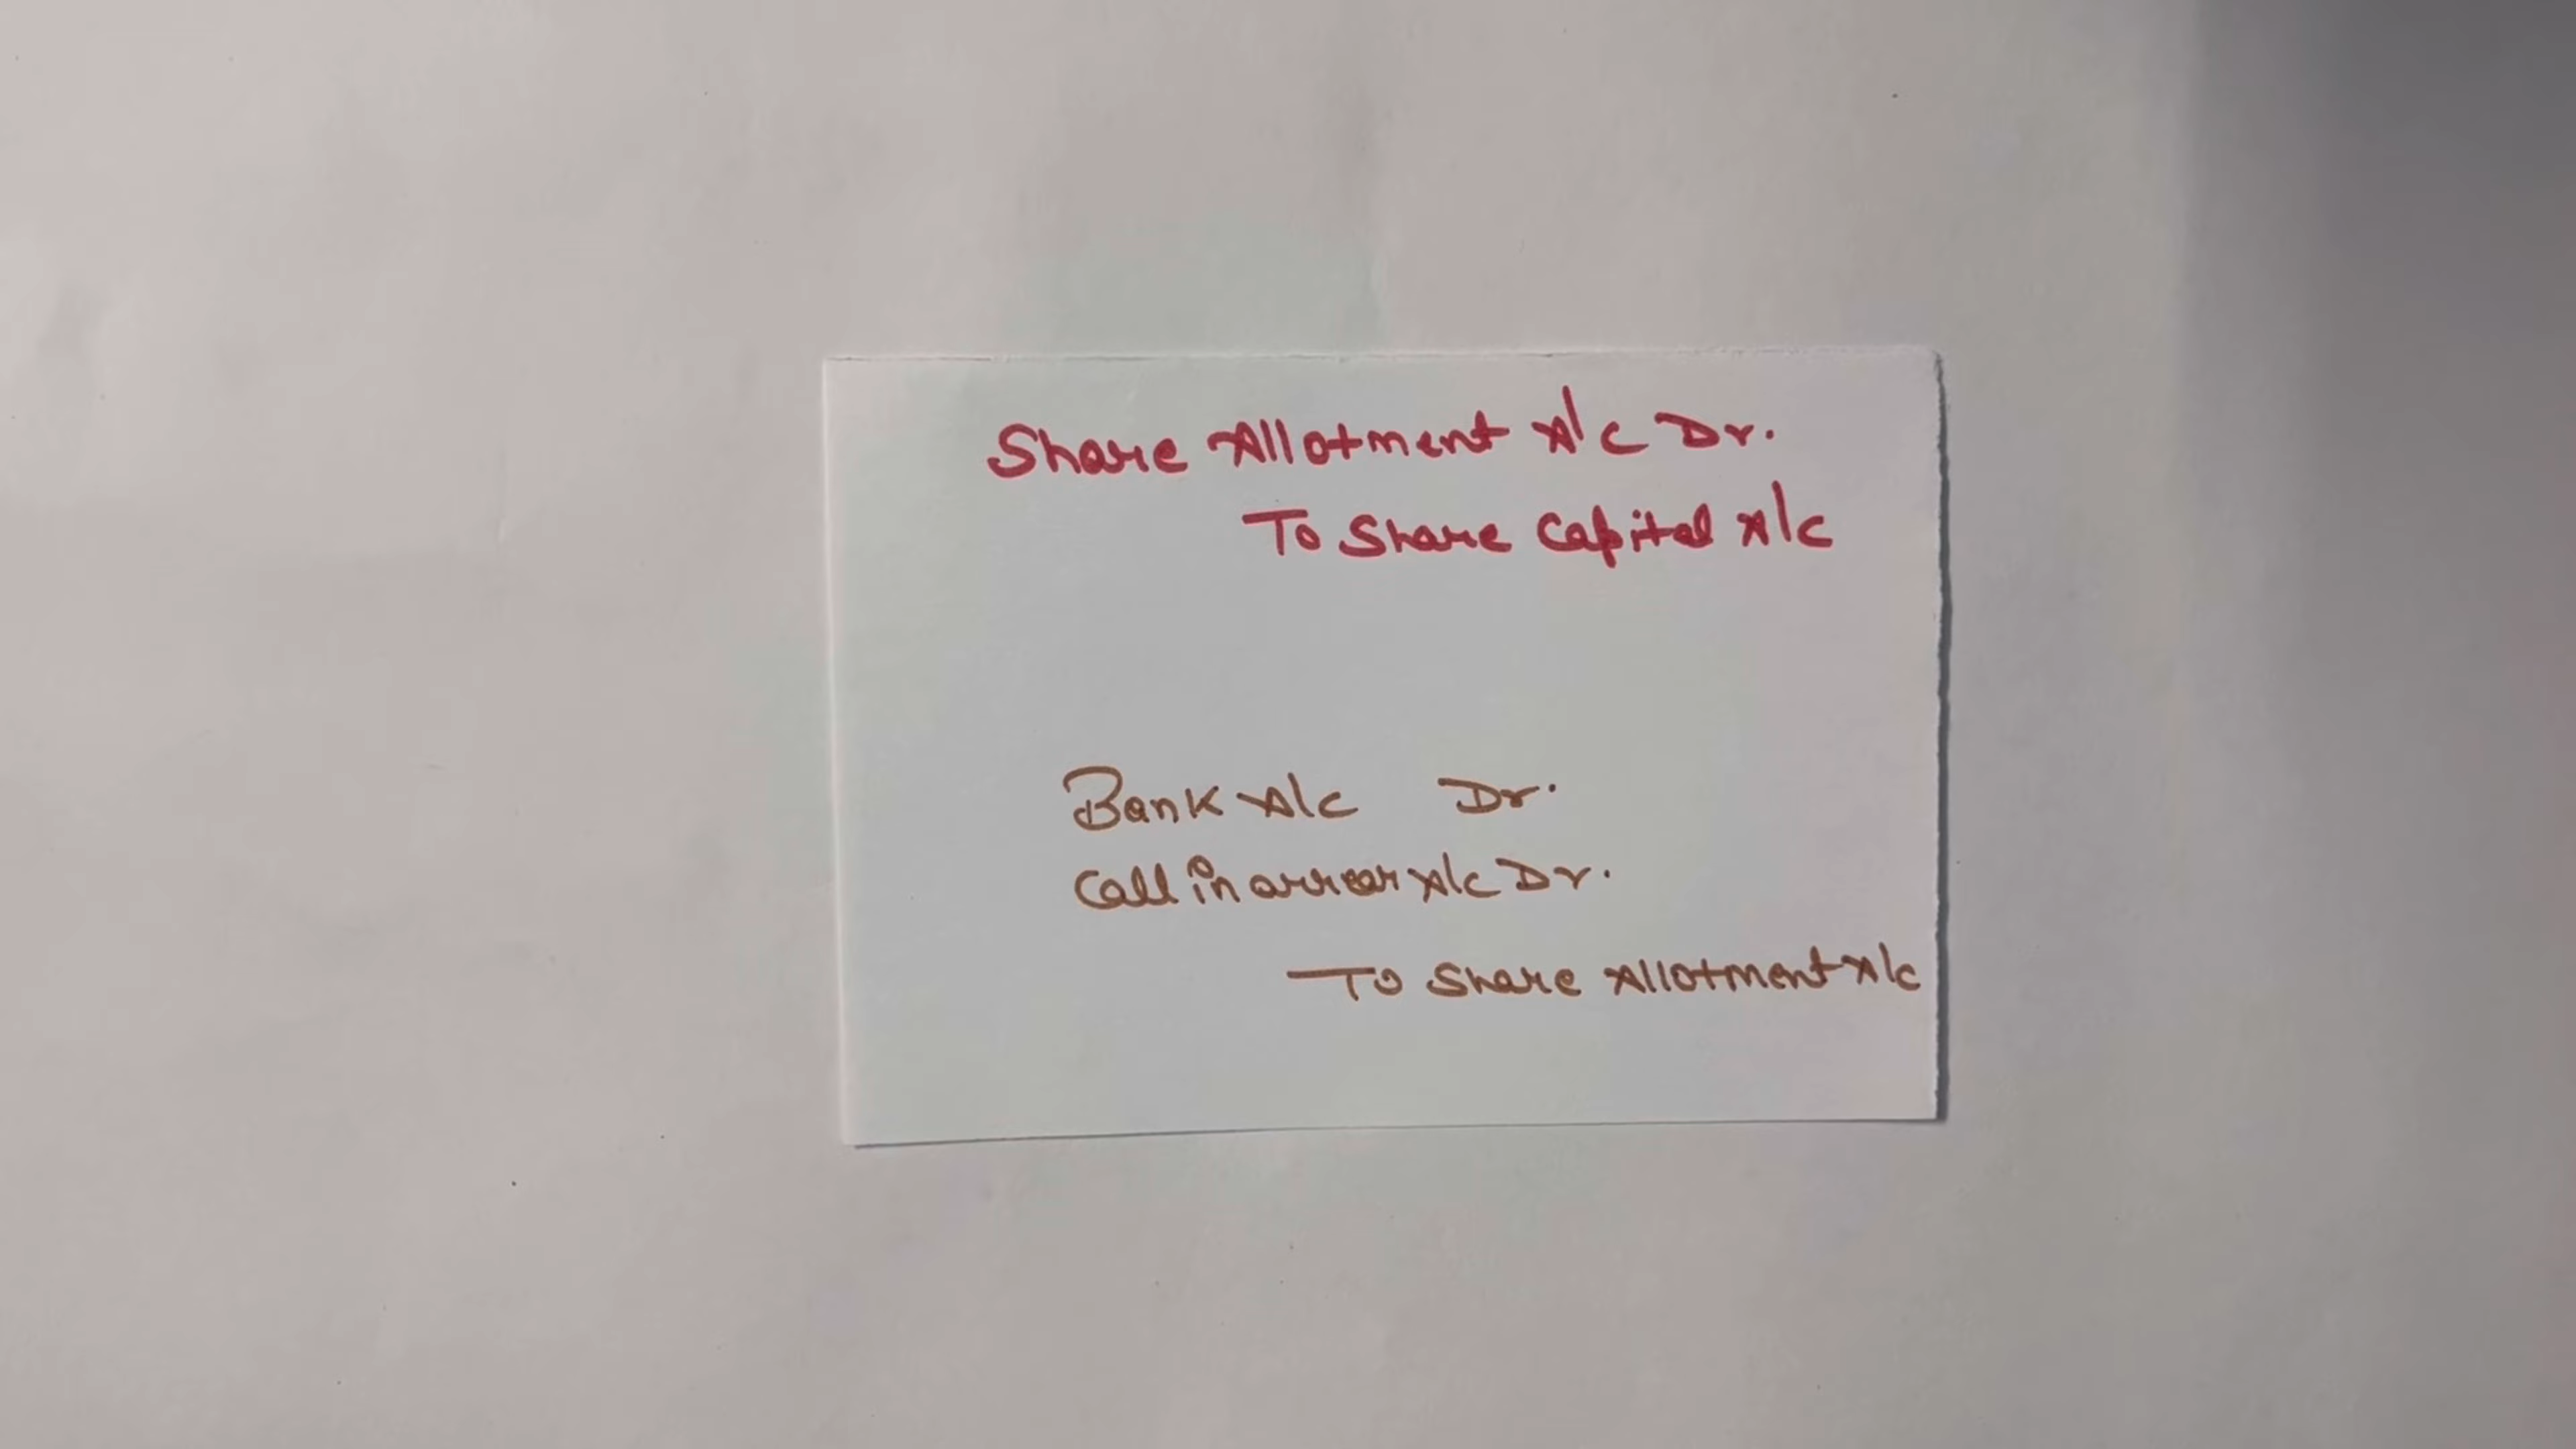 Share Allotment A/c Dr.
To Share Capital A/c
Bank A/c Dr.
Call in arrear A/c Dr.
To Share Allotment A/c